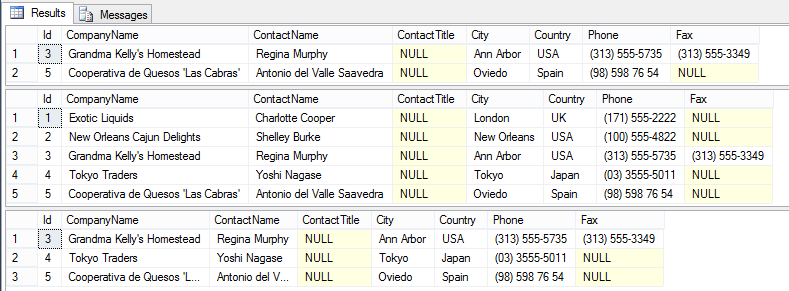 Results Messages
Id CompanyName ContactName ContactTitle City Country Phone Fax
1 3 Grandma Kelly's Homestead Regina Murphy NULL Ann Arbor USA (313) 555-5735 (313) 555-3349
2 5 Cooperativa de Quesos 'Las Cabras' Antonio del Valle Saavedra NULL Oviedo Spain (98) 598 76 54 NULL
Id CompanyName ContactName ContactTitle City Country Phone Fax
1 1 Exotic Liquids Charlotte Cooper NULL London UK (171) 555-2222 NULL
2 2 New Orleans Cajun Delights Shelley Burke NULL New Orleans USA (100) 555-4822 NULL
3 3 Grandma Kelly's Homestead Regina Murphy NULL Ann Arbor USA (313) 555-5735 (313) 555-3349
4 4 Tokyo Traders Yoshi Nagase NULL Tokyo Japan (03) 3555-5011 NULL
5 5 Cooperativa de Quesos 'Las Cabras' Antonio del Valle Saavedra NULL Oviedo Spain (98) 598 76 54 NULL
Id CompanyName ContactName ContactTitle City Country Phone Fax
1 3 Grandma Kelly's Homestead Regina Murphy NULL Ann Arbor USA (313) 555-5735 (313) 555-3349
2 4 Tokyo Traders Yoshi Nagase NULL Tokyo Japan (03) 3555-5011 NULL
3 5 Cooperativa de Quesos 'L... Antonio del V... NULL Oviedo Spain (98) 598 76 54 NULL